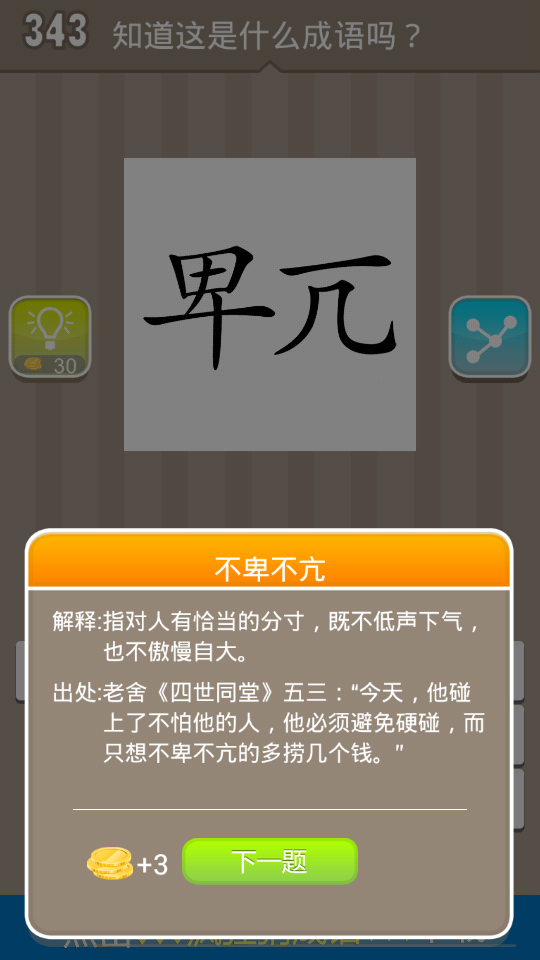 343 知道这是什么成语吗？
卑亢
30
不卑不亢
解释:指对人有恰当的分寸，既不低声下气，
也不傲慢自大。
出处:老舍《四世同堂》五三：“今天，他碰
上了不怕他的人，他必须避免硬碰，而
只想不卑不亢的多捞几个钱。”
+3 下一题